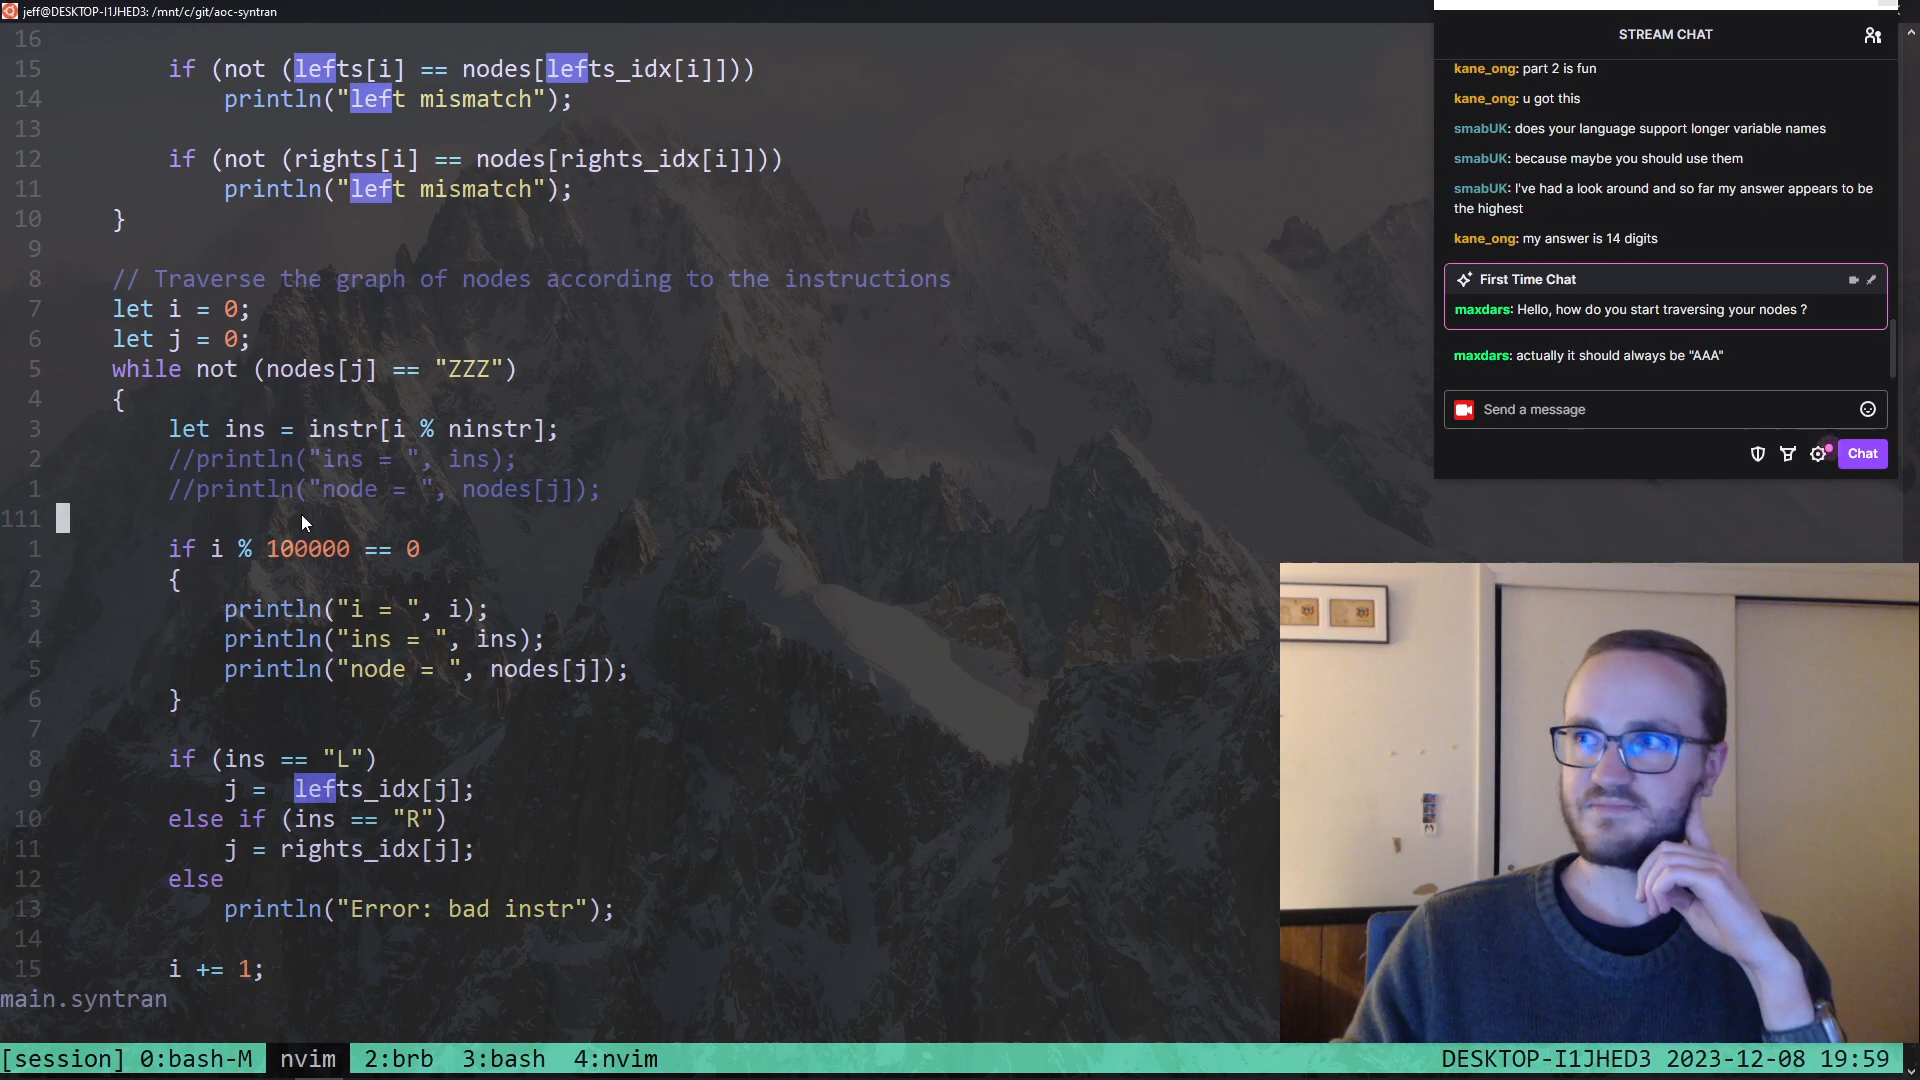 jeff@DESKTOP-I1JHED3: /mnt/c/git/aoc-syntran
16
15 if (not (lefts[i] == nodes[lefts_idx[i]]))
14 println("left mismatch");
13
12 if (not (rights[i] == nodes[rights_idx[i]]))
11 println("left mismatch");
10 }
9
8 // Traverse the graph of nodes according to the instructions
7 let i = 0;
6 let j = 0;
5 while not (nodes[j] == "ZZZ")
4 {
3 let ins = instr[i % ninstr];
2 //println("ins = ", ins);
1 //println("node = ", nodes[j]);
111
1 if i % 100000 == 0
2 {
3 println("i = ", i);
4 println("ins = ", ins);
5 println("node = ", nodes[j]);
6 }
7
8 if (ins == "L")
9 j =  lefts_idx[j];
10 else if (ins == "R")
11 j = rights_idx[j];
12 else
13 println("Error: bad instr");
14
15 i += 1;
main.syntran
[session] 0:bash-M nvim 2:brb 3:bash 4:nvim
DESKTOP-I1JHED3 2023-12-08 19:59
STREAM CHAT
kane_ong: part 2 is fun
kane_ong: u got this
smabUK: does your language support longer variable names
smabUK: because maybe you should use them
smabUK: I've had a look around and so far my answer appears to be
the highest
kane_ong: my answer is 14 digits
First Time Chat
maxdars: Hello, how do you start traversing your nodes ?
maxdars: actually it should always be "AAA"
Send a message
Chat